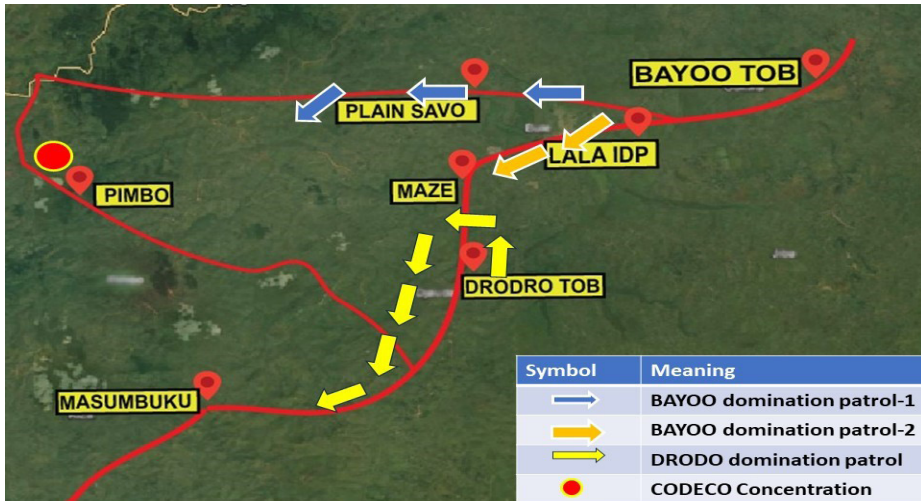 BAYOO TOB
PLAIN SAVO
LALA IDP
PIMBO
MAZE
DRODRO TOB
MASUMBUKU
Symbol Meaning
BAYOO domination patrol-1
BAYOO domination patrol-2
DRODO domination patrol
CODECO Concentration